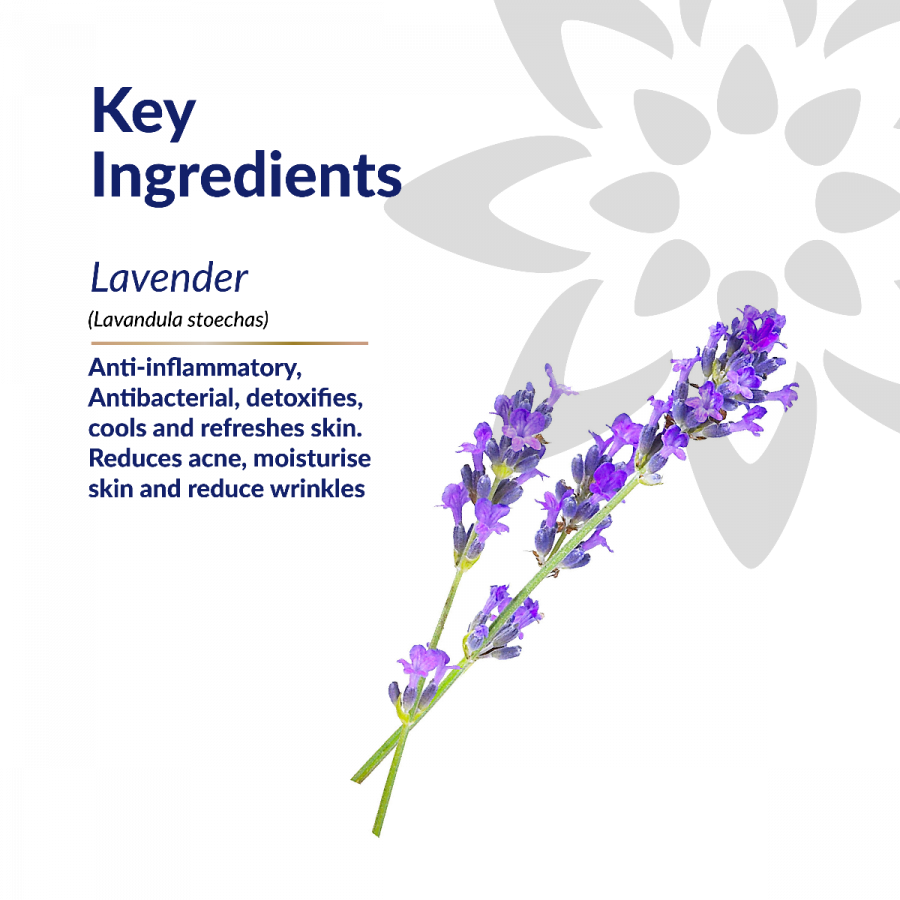 Key
Ingredients
Lavender
(Lavandula stoechas)
Anti-inflammatory,
Antibacterial, detoxifies,
cools and refreshes skin.
Reduces acne, moisturise
skin and reduce wrinkles